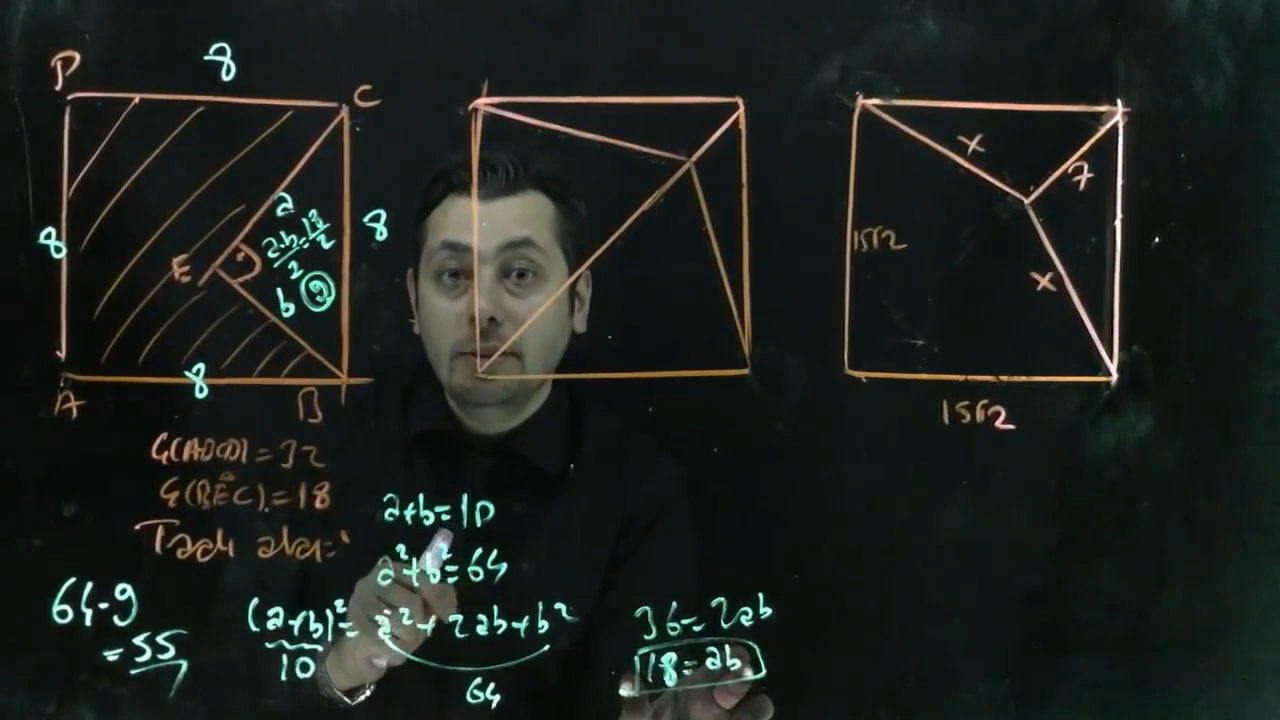 8
D
C
8
8
a
a·b/2=18/2
E
b
9
8
A
B
Ç(ABCD)=32
Ç(BEC)=18
Taralı alan=?
64-9
=55
a+b=10
a²+b²=64
(a+b)²=a²+2ab+b²
10
64
36=2ab
18=ab
x
7
15√2
x
15√2